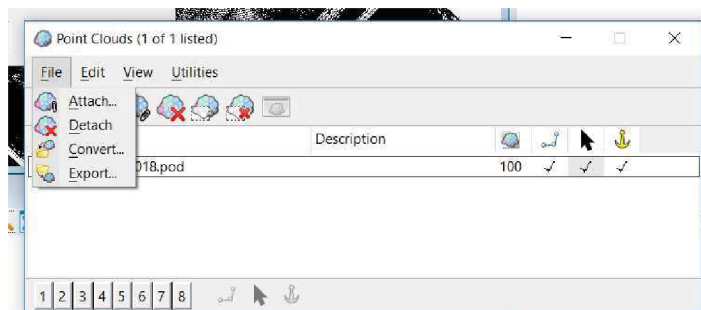 Point Clouds (1 of 1 listed)
File Edit View Utilities
Attach...
Detach
Description
Convert...
018.pod 100
Export...
1 2 3 4 5 6 7 8